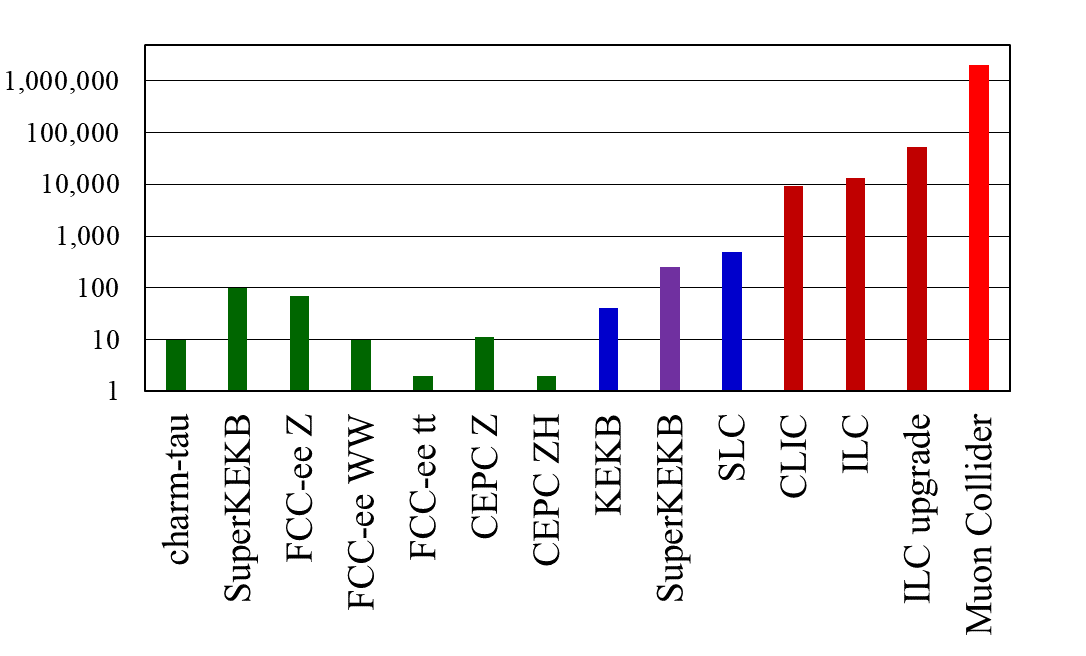 1,000,000
100,000
10,000
1,000
100
10
1
charm-tau
SuperKEKB
FCC-ee Z
FCC-ee WW
FCC-ee tt
CEPC Z
CEPC ZH
KEKB
SuperKEKB
SLC
CLIC
ILC
ILC upgrade
Muon Collider